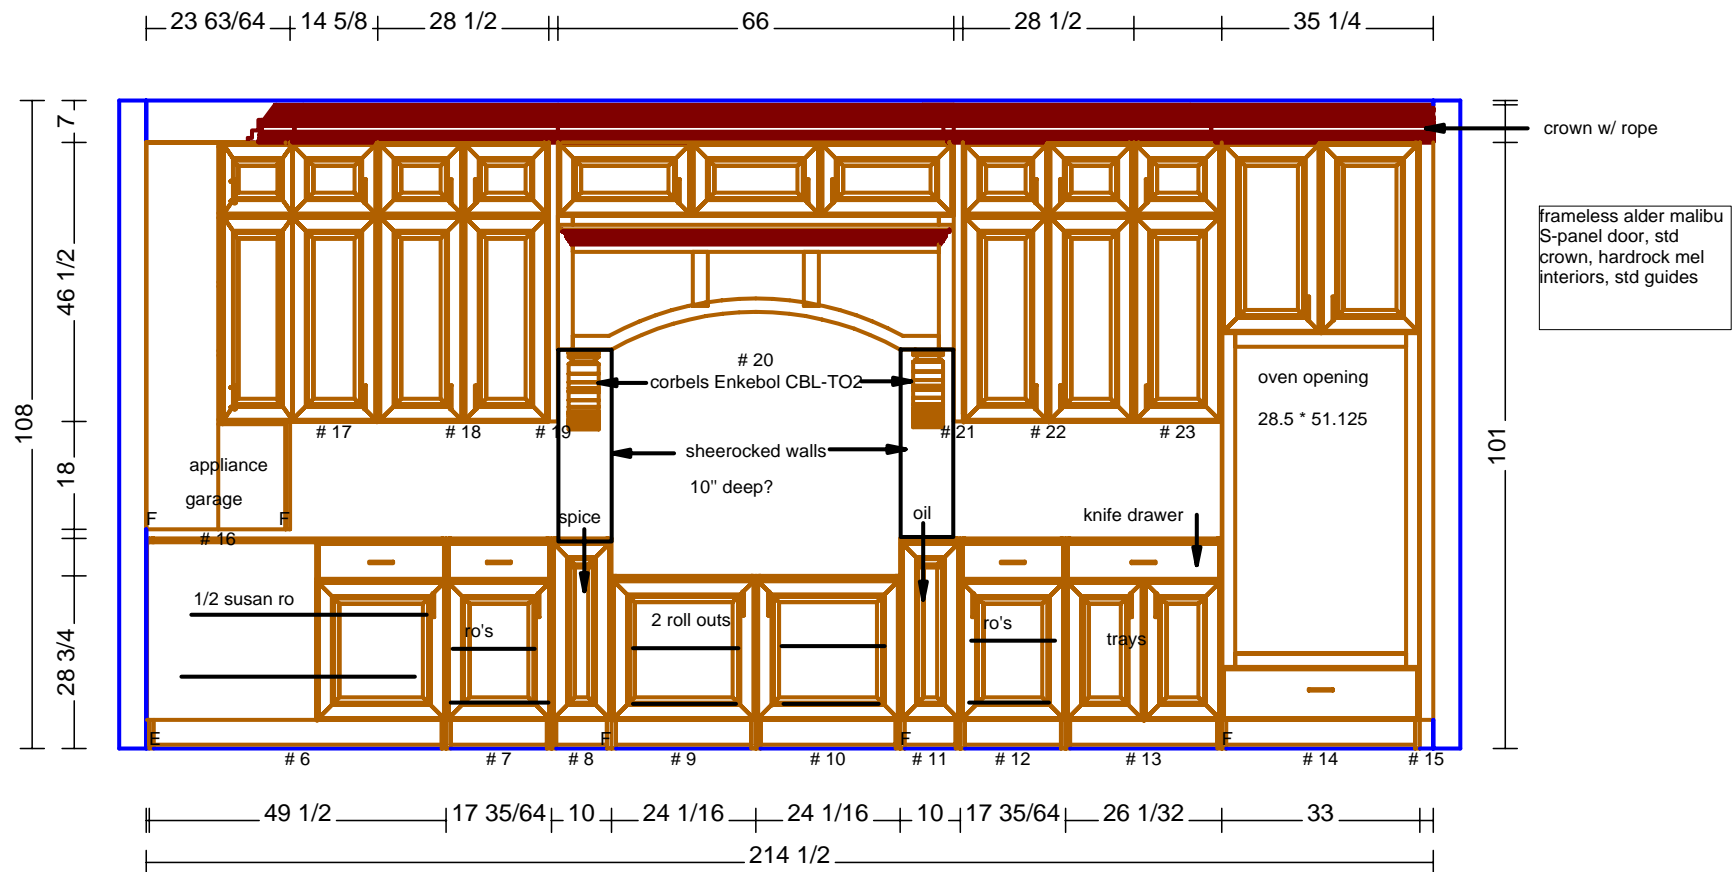 23 63/64 14 5/8 28 1/2 66 28 1/2 35 1/4
7
46 1/2
18
28 3/4
108
101
crown w/ rope
frameless alder malibu
S-panel door, std
crown, hardrock mel
interiors, std guides
# 20
corbels Enkebol CBL-TO2
oven opening
28.5 * 51.125
# 17 # 18 # 19 # 21 # 22 # 23
sheerocked walls
10" deep?
appliance
garage
F F
# 16
spice
oil
knife drawer
1/2 susan ro
ro's
2 roll outs
ro's
trays
E F F F
# 6 # 7 # 8 # 9 # 10 # 11 # 12 # 13 # 14 # 15
49 1/2 17 35/64 10 24 1/16 24 1/16 10 17 35/64 26 1/32 33
214 1/2